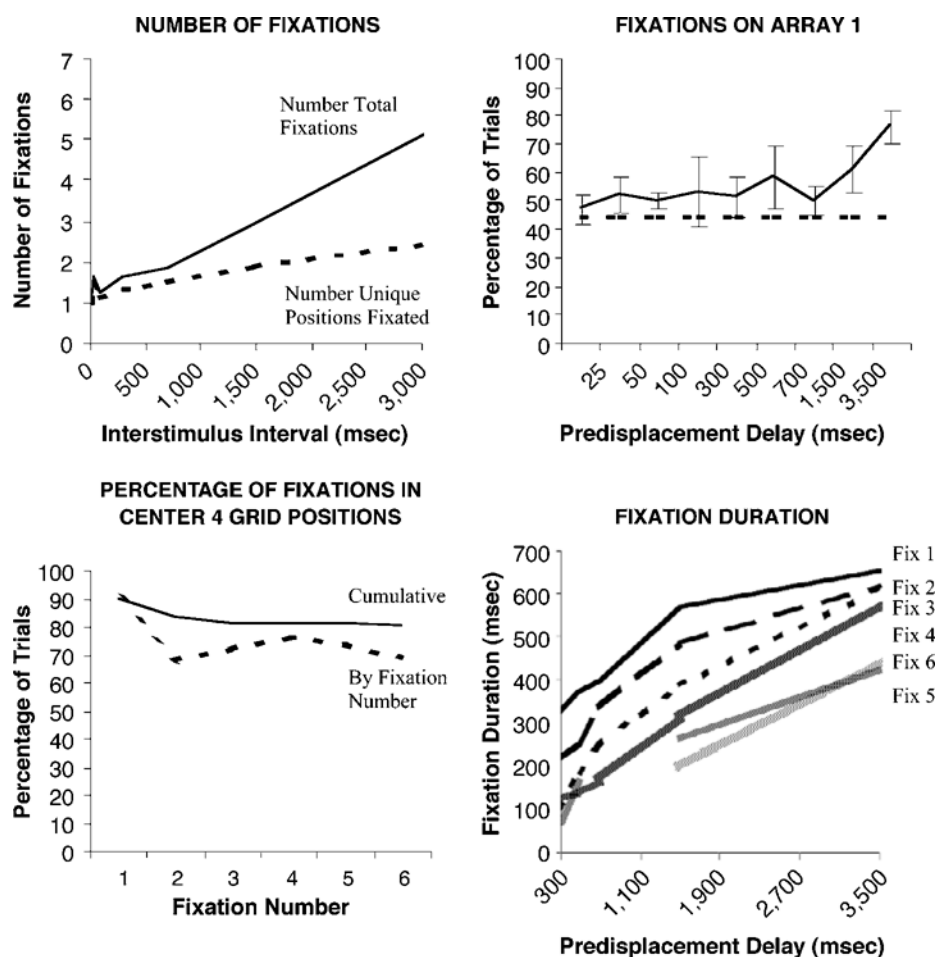 NUMBER OF FIXATIONS
7
6
5
4
3
2
1
0
Number of Fixations
Number Total
Fixations
Number Unique
Positions Fixated
0
500
1,000
1,500
2,000
2,500
3,000
Interstimulus Interval (msec)
FIXATIONS ON ARRAY 1
100
90
80
70
60
50
40
30
20
10
0
Percentage of Trials
25
50
100
300
500
700
1,500
3,500
Predisplacement Delay (msec)
PERCENTAGE OF FIXATIONS IN
CENTER 4 GRID POSITIONS
100
90
80
70
60
50
40
30
20
10
0
Percentage of Trials
Cumulative
By Fixation
Number
1
2
3
4
5
6
Fixation Number
FIXATION DURATION
700
600
500
400
300
200
100
0
Fixation Duration (msec)
Fix 1
Fix 2
Fix 3
Fix 4
Fix 6
Fix 5
300
1,100
1,900
2,700
3,500
Predisplacement Delay (msec)